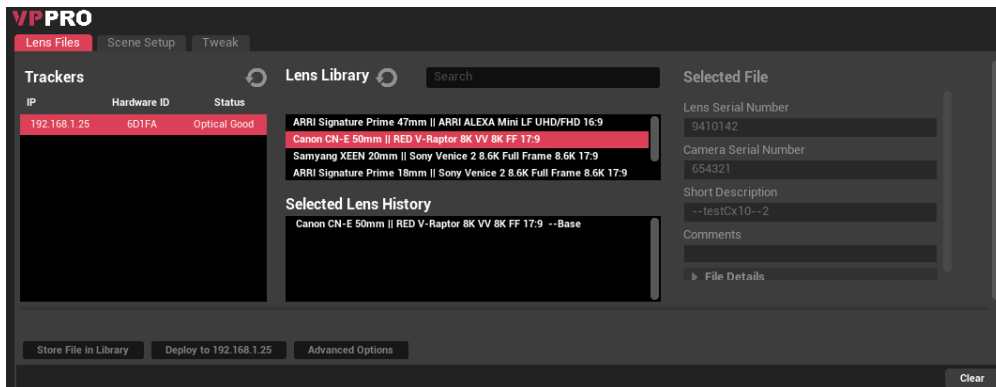 VPPRO
Lens Files Scene Setup Tweak
Trackers
IP Hardware ID Status
192.168.1.25 6D1FA Optical Good
Lens Library Search
ARRI Signature Prime 47mm || ARRI ALEXA Mini LF UHD/FHD 16:9
Canon CN-E 50mm || RED V-Raptor 8K VV 8K FF 17:9
Samyang XEEN 20mm || Sony Venice 2 8.6K Full Frame 8.6K 17:9
ARRI Signature Prime 18mm || Sony Venice 2 8.6K Full Frame 8.6K 17:9
Selected Lens History
Canon CN-E 50mm || RED V-Raptor 8K VV 8K FF 17:9 --Base
Selected File
Lens Serial Number
9410142
Camera Serial Number
654321
Short Description
--testCx10--2
Comments
File Details
Store File in Library Deploy to 192.168.1.25 Advanced Options
Clear